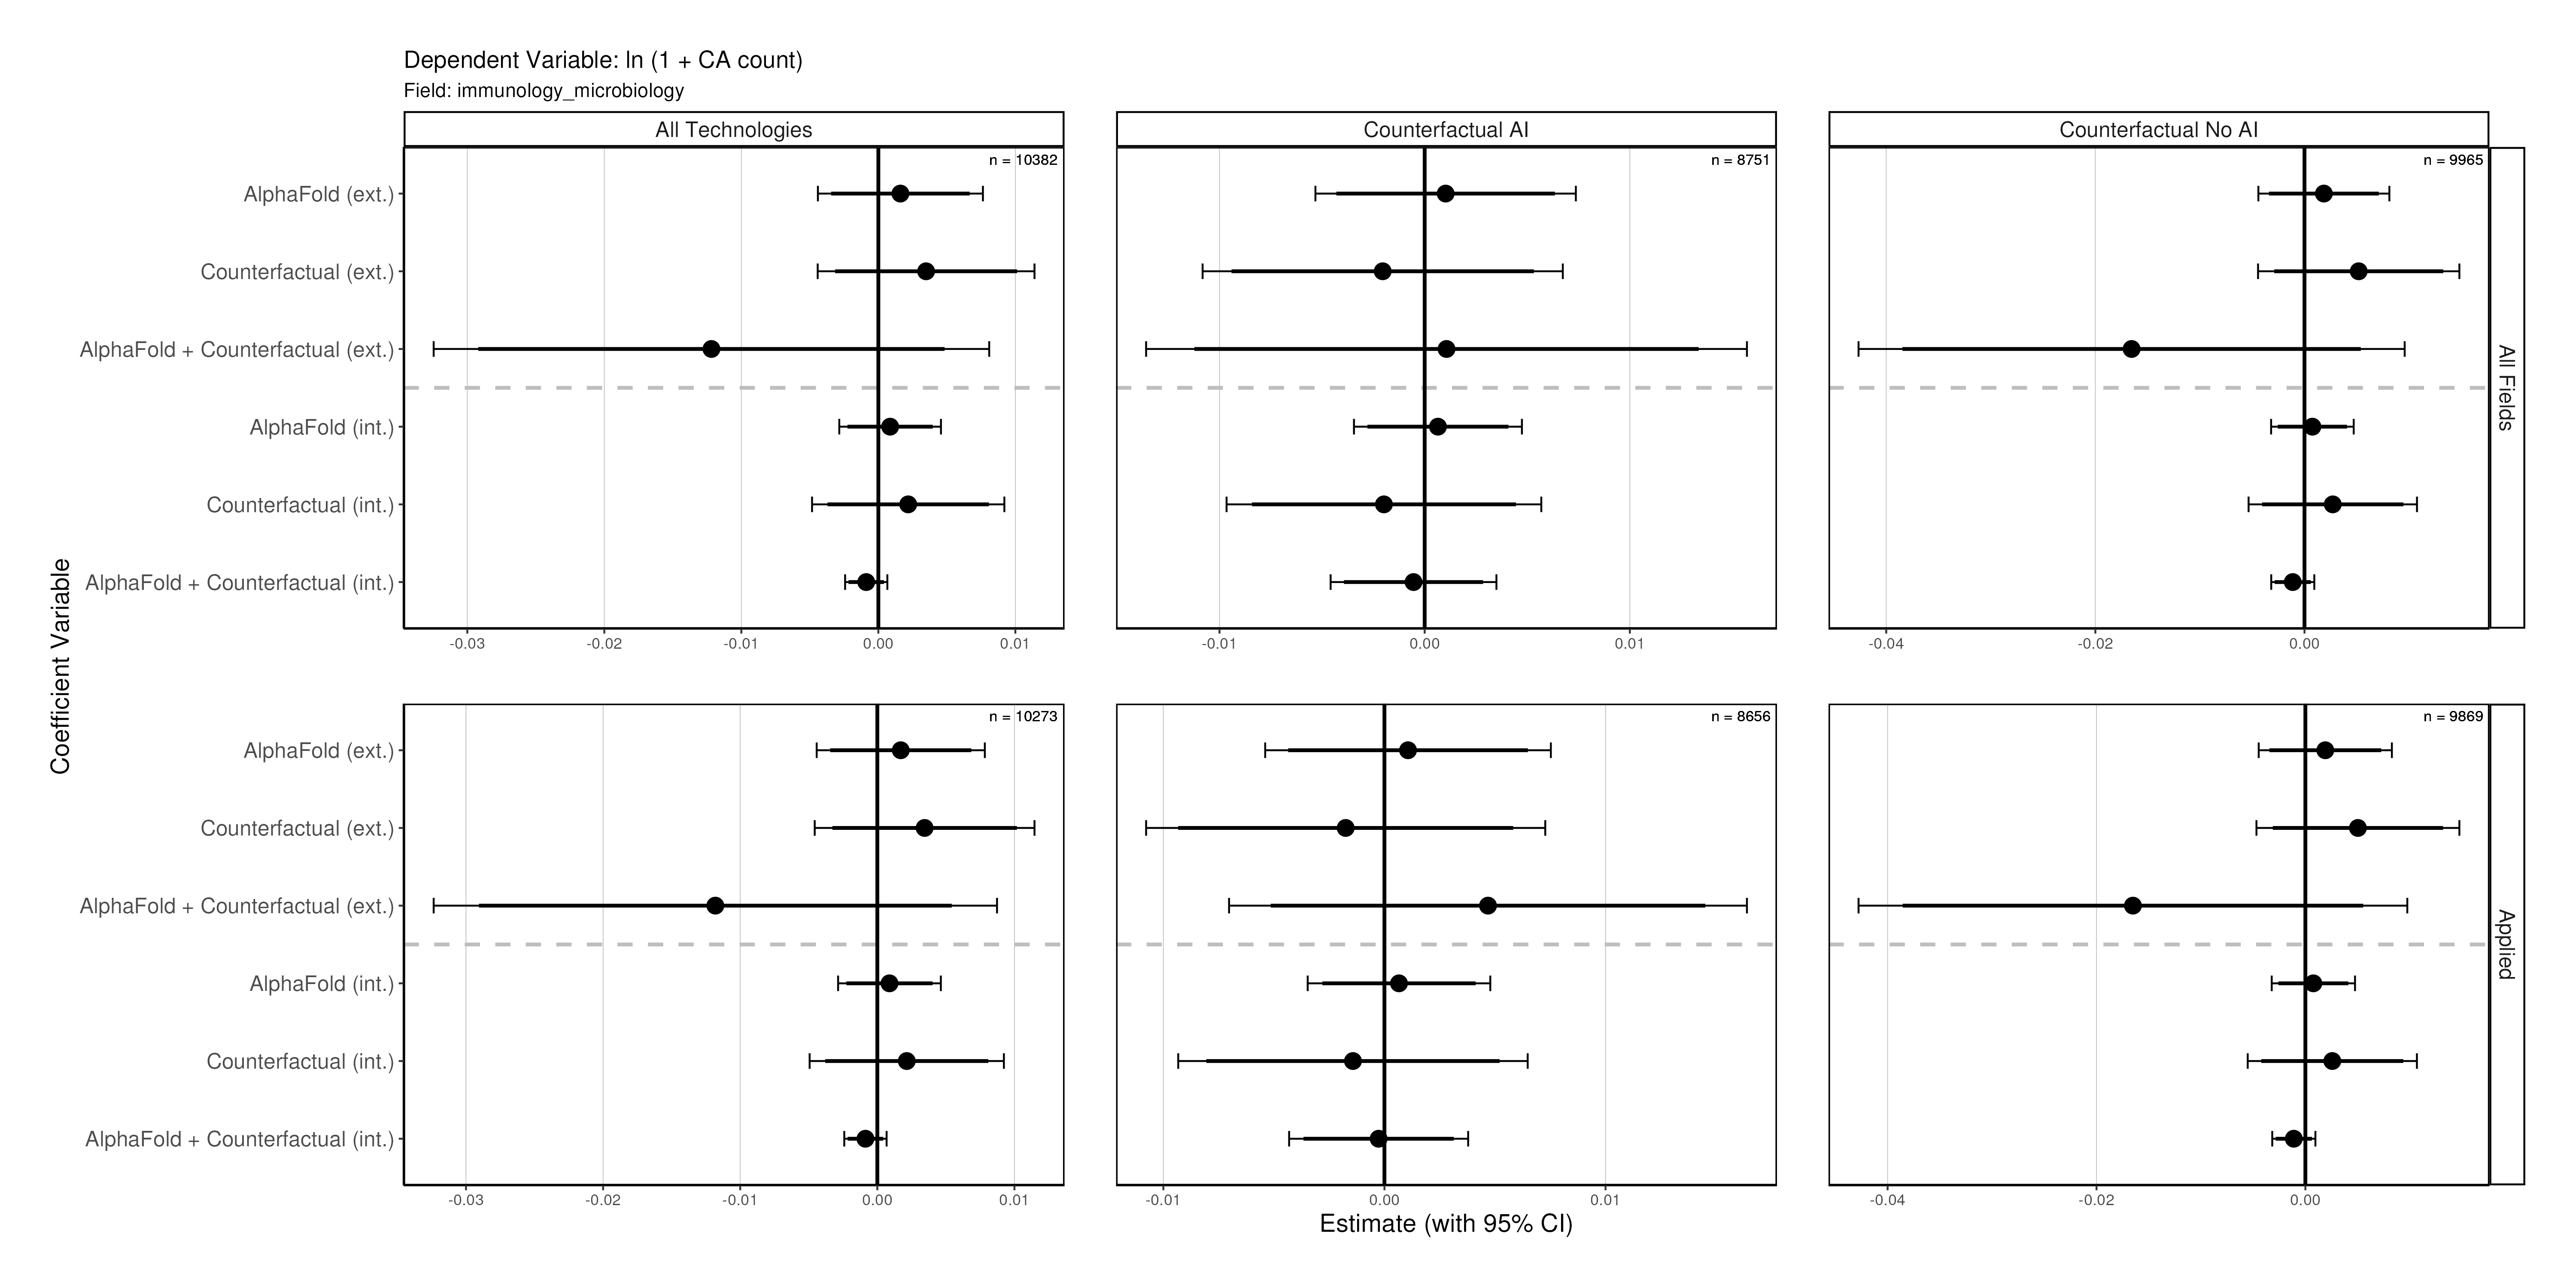 Dependent Variable: ln (1 + CA count)
Field: immunology_microbiology
All Technologies
Counterfactual AI
Counterfactual No AI
n = 10382
n = 8751
n = 9965
AlphaFold (ext.)
Counterfactual (ext.)
AlphaFold + Counterfactual (ext.)
AlphaFold (int.)
Counterfactual (int.)
AlphaFold + Counterfactual (int.)
All Fields
-0.03 -0.02 -0.01 0.00 0.01
-0.01 0.00 0.01
-0.04 -0.02 0.00
Coefficient Variable
n = 10273
n = 8656
n = 9869
AlphaFold (ext.)
Counterfactual (ext.)
AlphaFold + Counterfactual (ext.)
AlphaFold (int.)
Counterfactual (int.)
AlphaFold + Counterfactual (int.)
Applied
-0.03 -0.02 -0.01 0.00 0.01
-0.01 0.00 0.01
-0.04 -0.02 0.00
Estimate (with 95% CI)